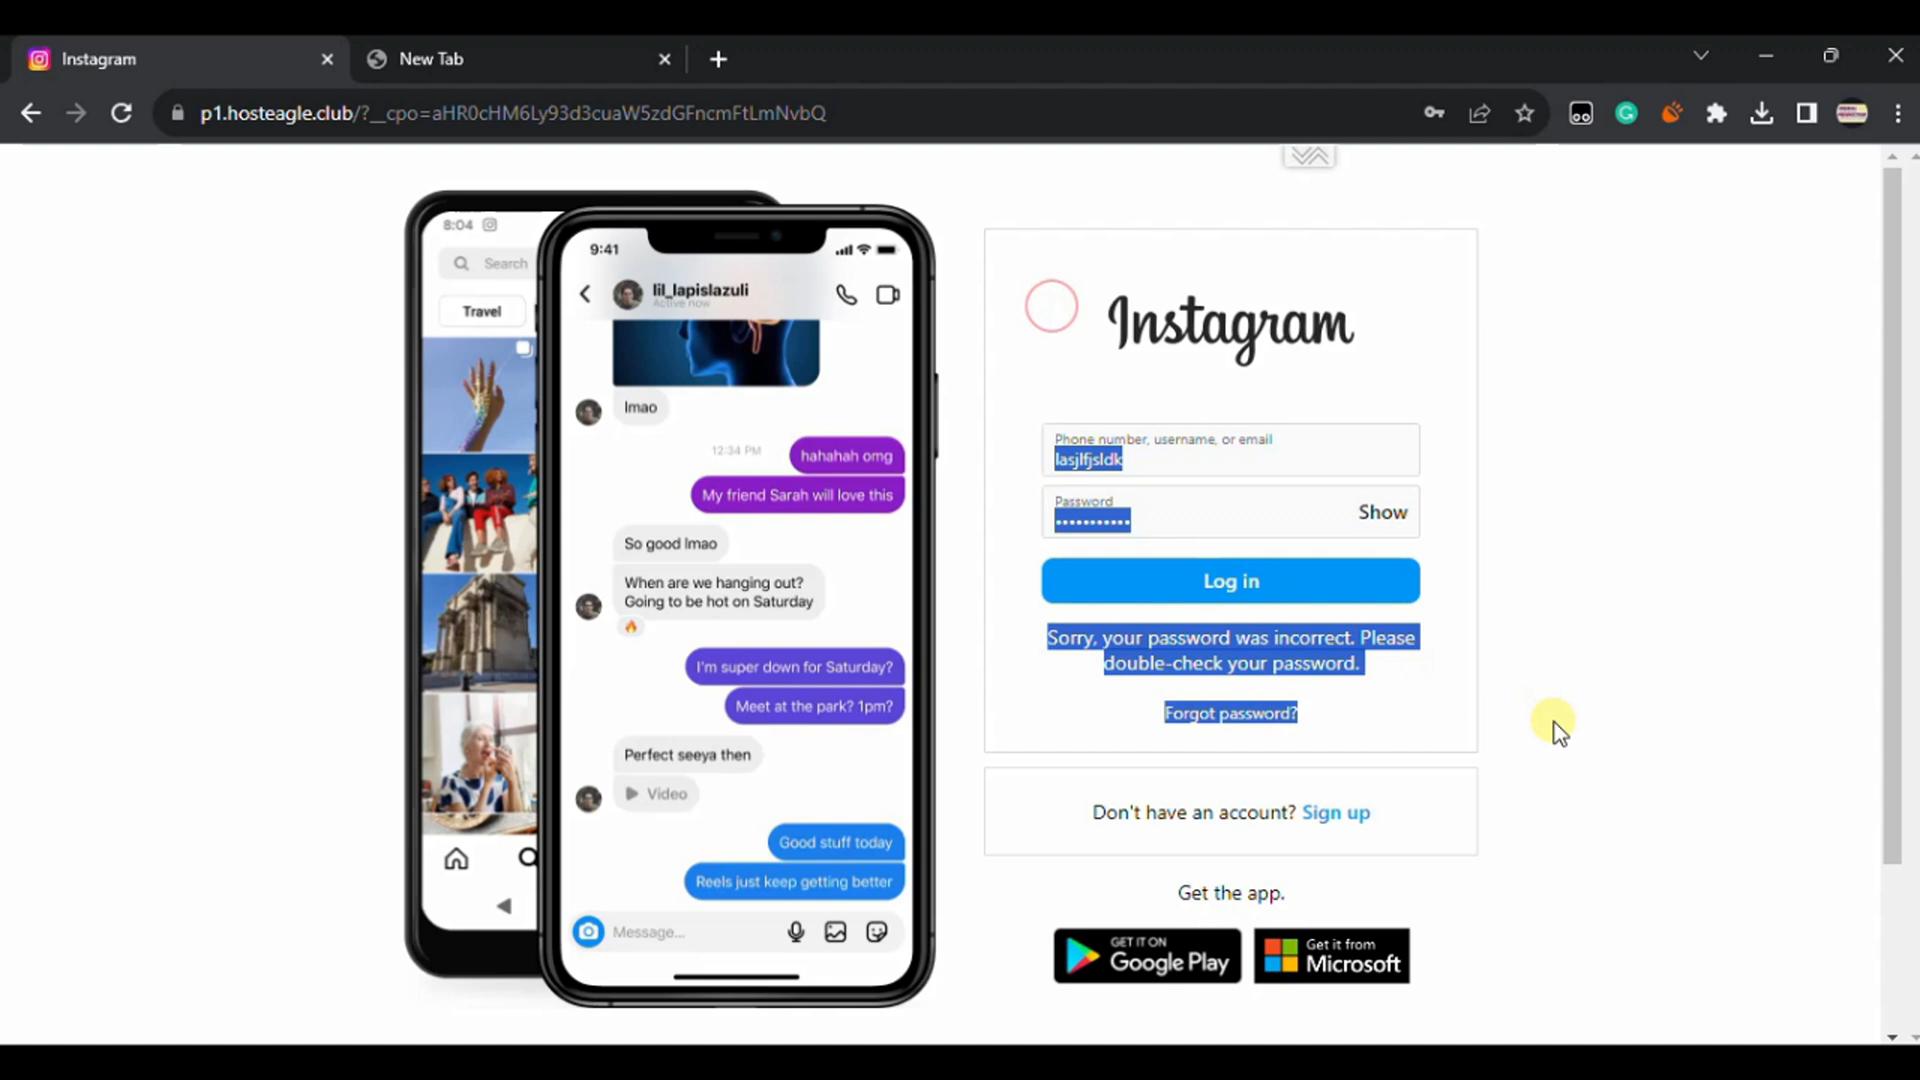 Instagram
New Tab
p1.hosteagle.club/?__cpo=aHR0cHM6Ly93d3cuaW5zdGFncmFtLmNvbQ
8:04
Search
Travel
9:41
lil_lapislazuli
Active now
lmao
12:34 PM
hahahah omg
My friend Sarah will love this
So good lmao
When are we hanging out?
Going to be hot on Saturday
🔥
I'm super down for Saturday?
Meet at the park? 1pm?
Perfect seeya then
Video
Good stuff today
Reels just keep getting better
Message...
Instagram
Phone number, username, or email
lasjlfjsldk
Password
•••••••••••
Show
Log in
Sorry, your password was incorrect. Please
double-check your password.
Forgot password?
Don't have an account? Sign up
Get the app.
GET IT ON
Google Play
Get it from
Microsoft